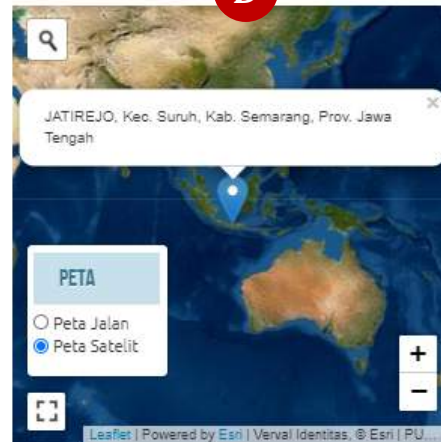 JATIREJO, Kec. Suruh, Kab. Semarang, Prov. Jawa
Tengah
×
PETA
Peta Jalan
Peta Satelit
+
−
Leaflet | Powered by Esri | Verval Identitas, © Esri | PU...